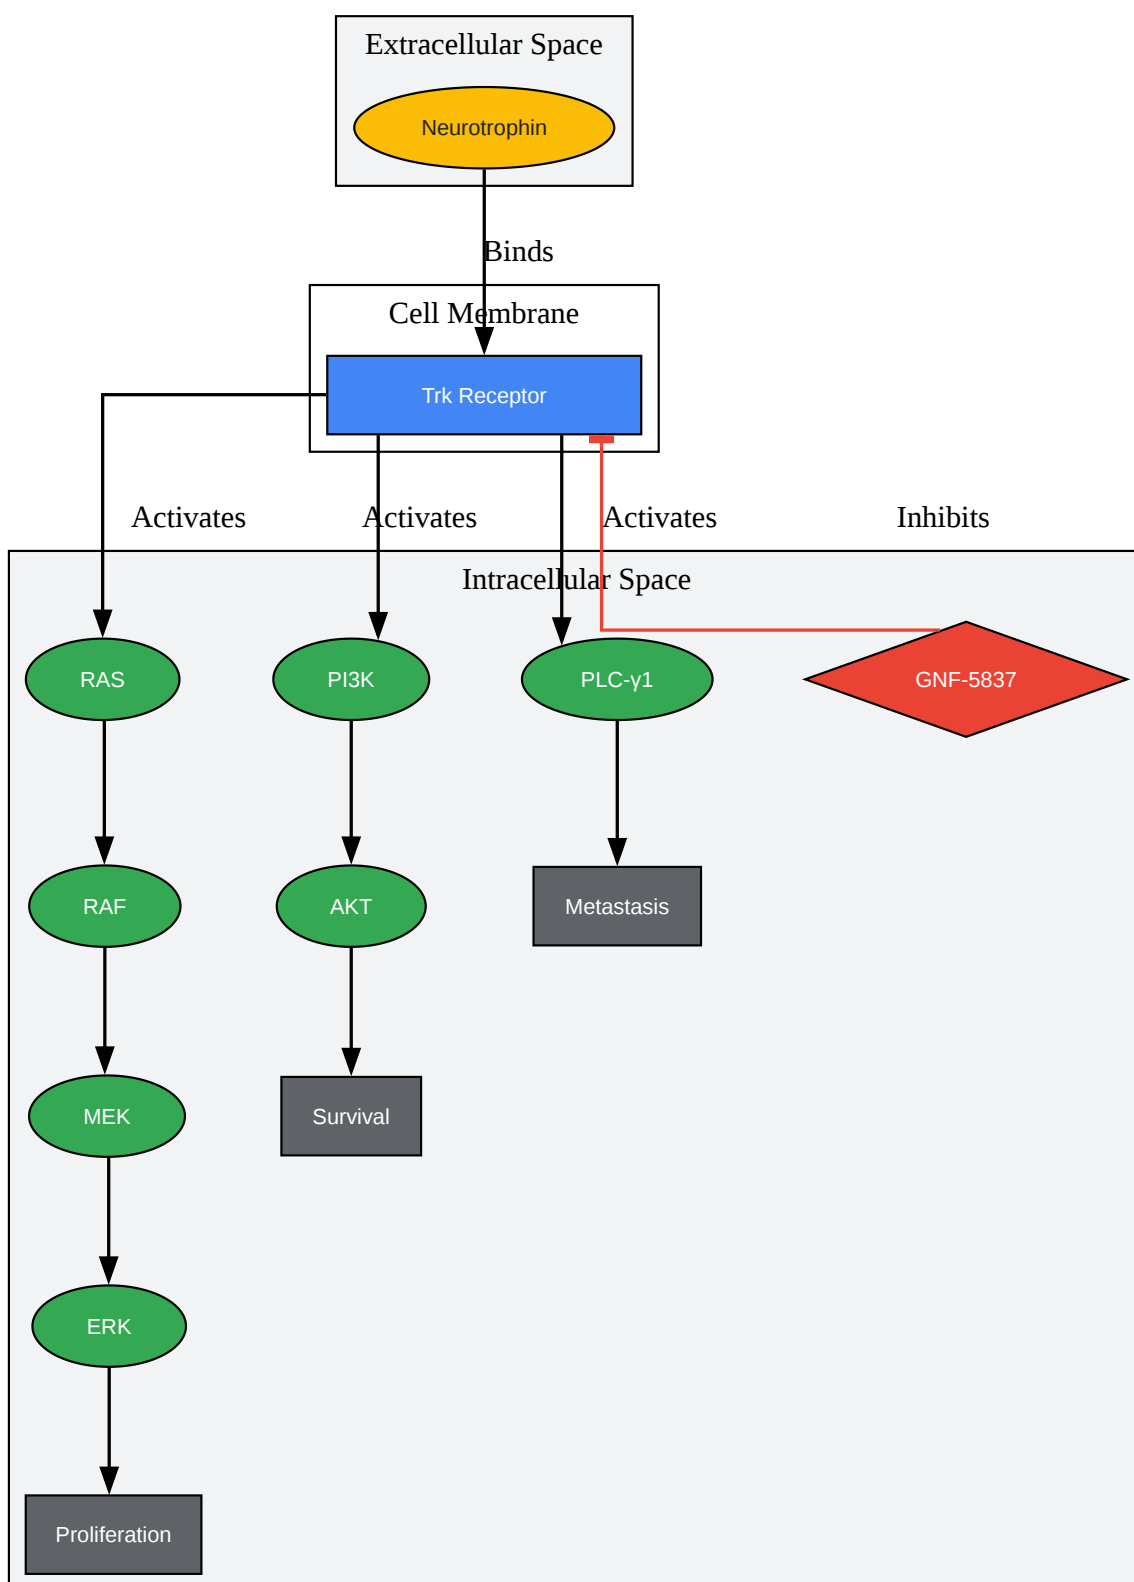 Extracellular Space
Neurotrophin
Binds
Cell Membrane
Trk Receptor
Activates
Activates
Activates
Inhibits
Intracellular Space
RAS
PI3K
PLC-γ1
GNF-5837
RAF
AKT
Metastasis
MEK
Survival
ERK
Proliferation